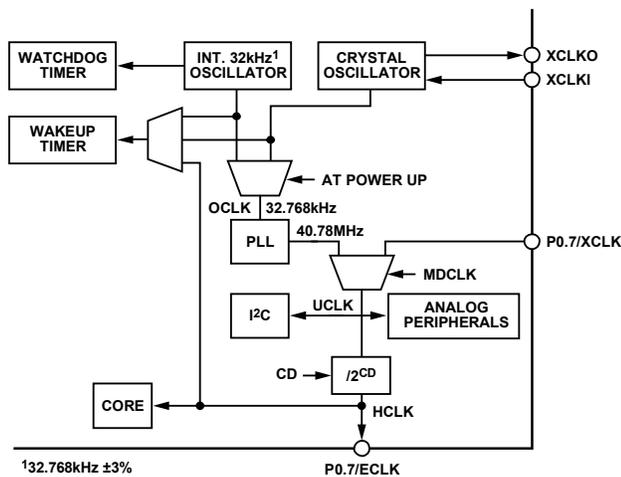 WATCHDOG
TIMER
INT. 32kHz¹
OSCILLATOR
CRYSTAL
OSCILLATOR
XCLKO
XCLKI
WAKEUP
TIMER
AT POWER UP
OCLK 32.768kHz
PLL
40.78MHz
P0.7/XCLK
MDCLK
I²C
UCLK
ANALOG
PERIPHERALS
CD
/2ᶜᴰ
CORE
HCLK
¹32.768kHz ±3%
P0.7/ECLK